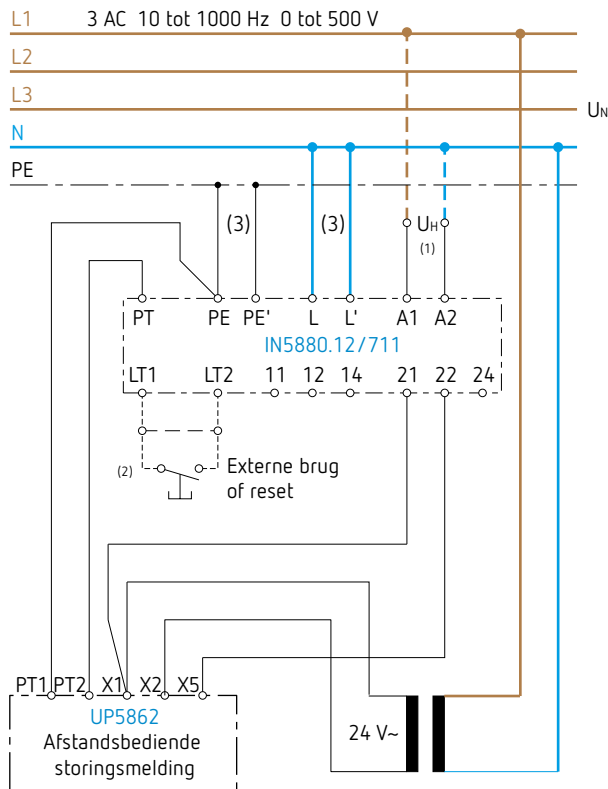 L1 3 AC 10 tot 1000 Hz 0 tot 500 V
L2
L3
UN
N
PE
(3) (3) UH
(1)
PT PE PE' L L' A1 A2
IN5880.12/711
LT1 LT2 11 12 14 21 22 24
(2) Externe brug
of reset
PT1 PT2 X1 X2 X5
UP5862
Afstandsbediende
storingsmelding
24 V~